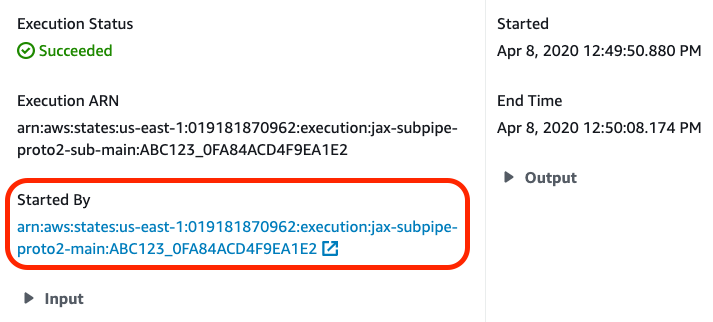 Execution Status
Succeeded
Execution ARN
arn:aws:states:us-east-1:019181870962:execution:jax-subpipe-
proto2-sub-main:ABC123_0FA84ACD4F9EA1E2
Started By
arn:aws:states:us-east-1:019181870962:execution:jax-subpipe-
proto2-main:ABC123_0FA84ACD4F9EA1E2
Input
Started
Apr 8, 2020 12:49:50.880 PM
End Time
Apr 8, 2020 12:50:08.174 PM
Output